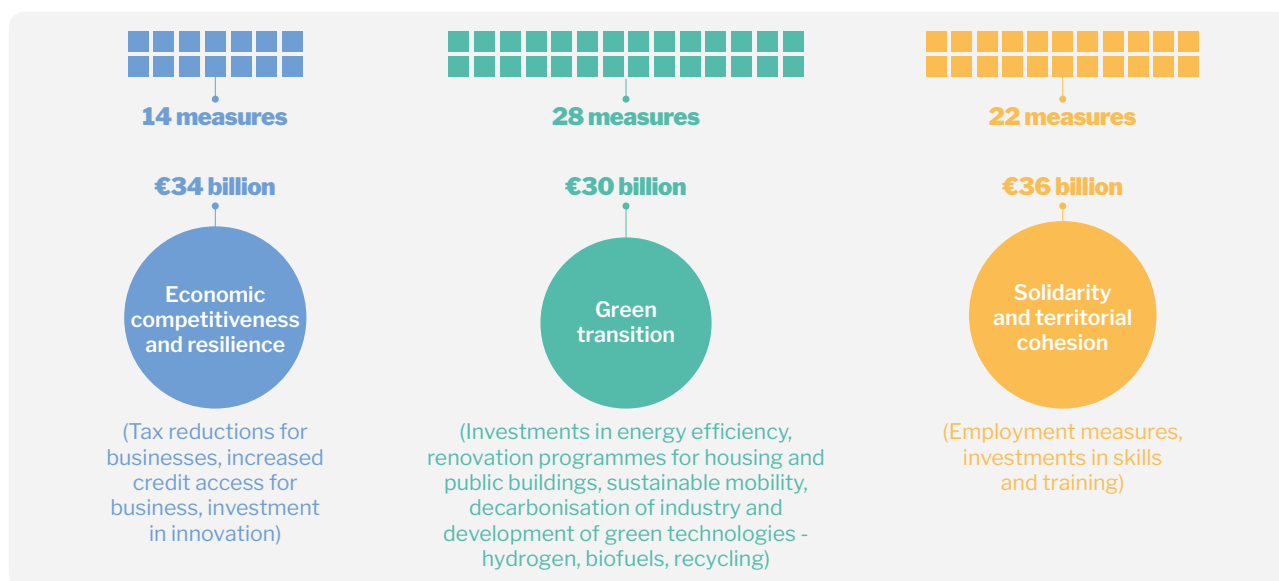 14 measures
€34 billion
Economic
competitiveness
and resilience
(Tax reductions for
businesses, increased
credit access for
business, investment
in innovation)
28 measures
€30 billion
Green
transition
(Investments in energy efficiency,
renovation programmes for housing and
public buildings, sustainable mobility,
decarbonisation of industry and
development of green technologies -
hydrogen, biofuels, recycling)
22 measures
€36 billion
Solidarity
and territorial
cohesion
(Employment measures,
investments in skills
and training)